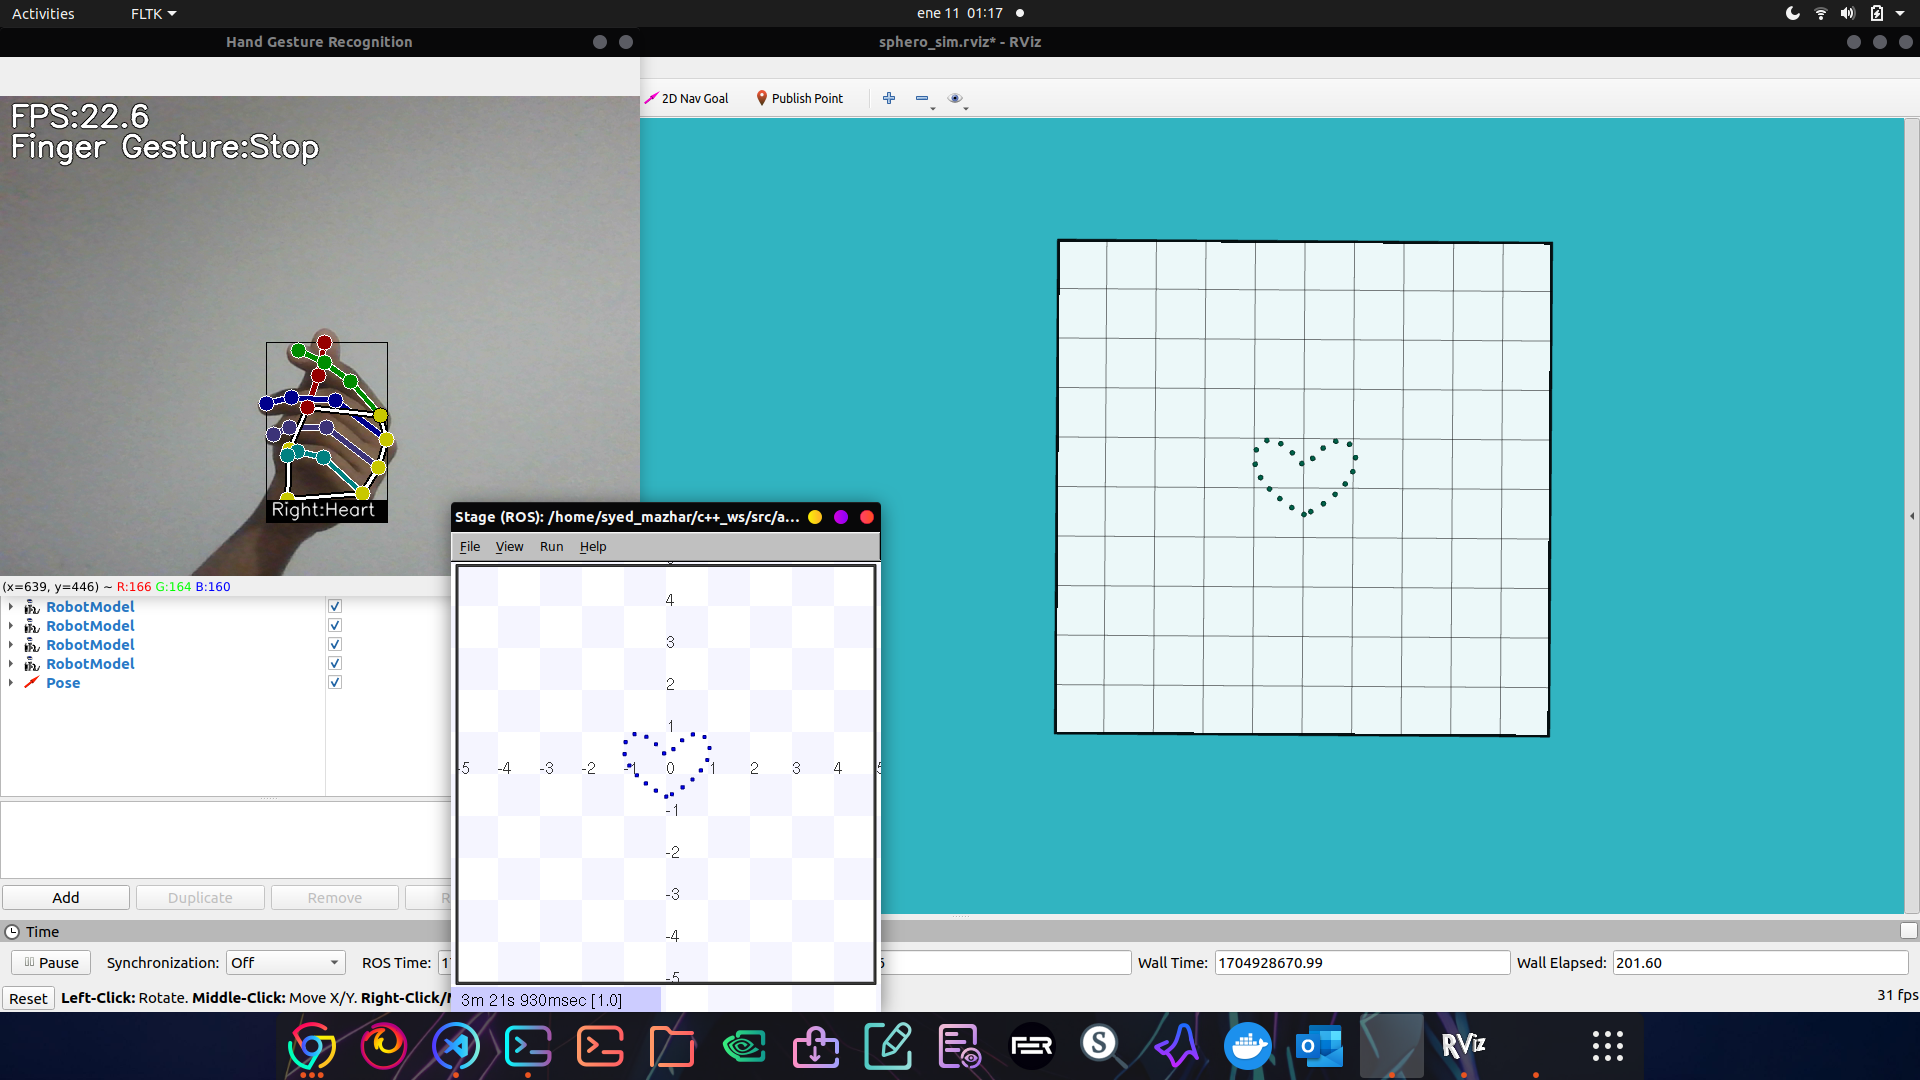 Activities
FLTK
ene 11 01:17
Hand Gesture Recognition
sphero_sim.rviz* - RViz
2D Nav Goal
Publish Point
FPS:22.6
Finger Gesture:Stop
Right:Heart
(x=639, y=446) ~ R:166 G:164 B:160
RobotModel
RobotModel
RobotModel
RobotModel
Pose
Stage (ROS): /home/syed_mazhar/c++_ws/src/a...
File View Run Help
4
3
2
1
-5 -4 -3 -2 -1 0 1 2 3 4 5
-1
-2
-3
-4
-5
3m 21s 930msec [1.0]
Add
Duplicate
Remove
Time
Pause
Synchronization: Off
ROS Time:
Wall Time: 1704928670.99
Wall Elapsed: 201.60
Reset
Left-Click: Rotate. Middle-Click: Move X/Y. Right-Click/
31 fps
RViz